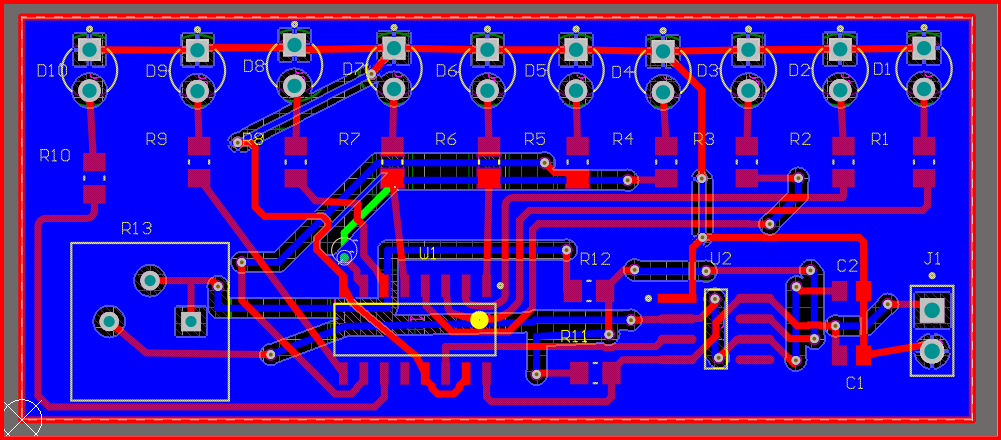 D10 D9 D8 D7 D6 D5 D4 D3 D2 D1
R10 R9 R8 R7 R6 R5 R4 R3 R2 R1
R13
U1 R12 U2 C2 J1
R11
C1